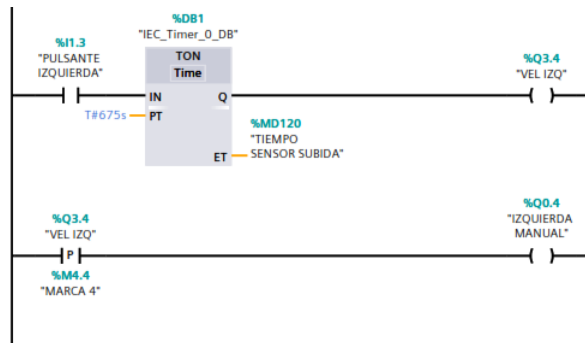 %DB1
"IEC_Timer_0_DB"
%I1.3
"PULSANTE
IZQUIERDA"
TON
Time
%Q3.4
"VEL IZQ"
IN
Q
T#675s
PT
%MD120
"TIEMPO
SENSOR SUBIDA"
ET
%Q3.4
"VEL IZQ"
P
%M4.4
"MARCA 4"
%Q0.4
"IZQUIERDA
MANUAL"